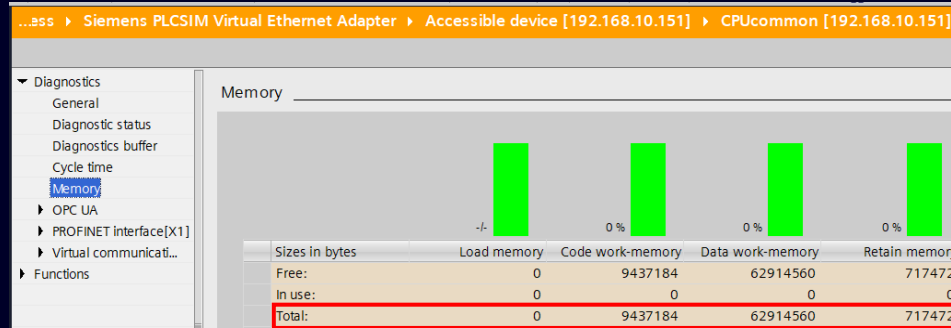 ...ess ▸ Siemens PLCSIM Virtual Ethernet Adapter ▸ Accessible device [192.168.10.151] ▸ CPUcommon [192.168.10.151]
Diagnostics
General
Diagnostic status
Diagnostics buffer
Cycle time
Memory
OPC UA
PROFINET interface[X1]
Virtual communicati...
Functions
Memory
-/- 0 % 0 % 0 %
Sizes in bytes Load memory Code work-memory Data work-memory Retain memory
Free: 0 9437184 62914560 717472
In use: 0 0 0 0
Total: 0 9437184 62914560 717472